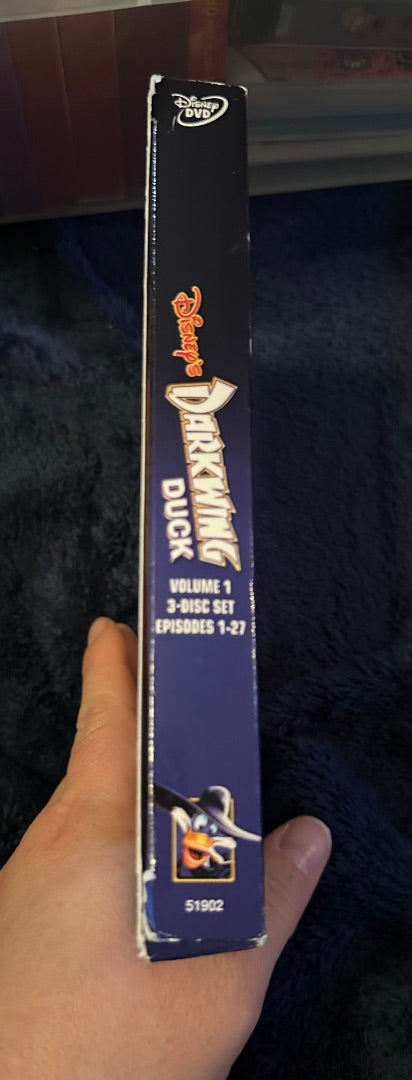 Disney
DVD
Disney's
DARKWING
DUCK
VOLUME 1
3-DISC SET
EPISODES 1-27
51902